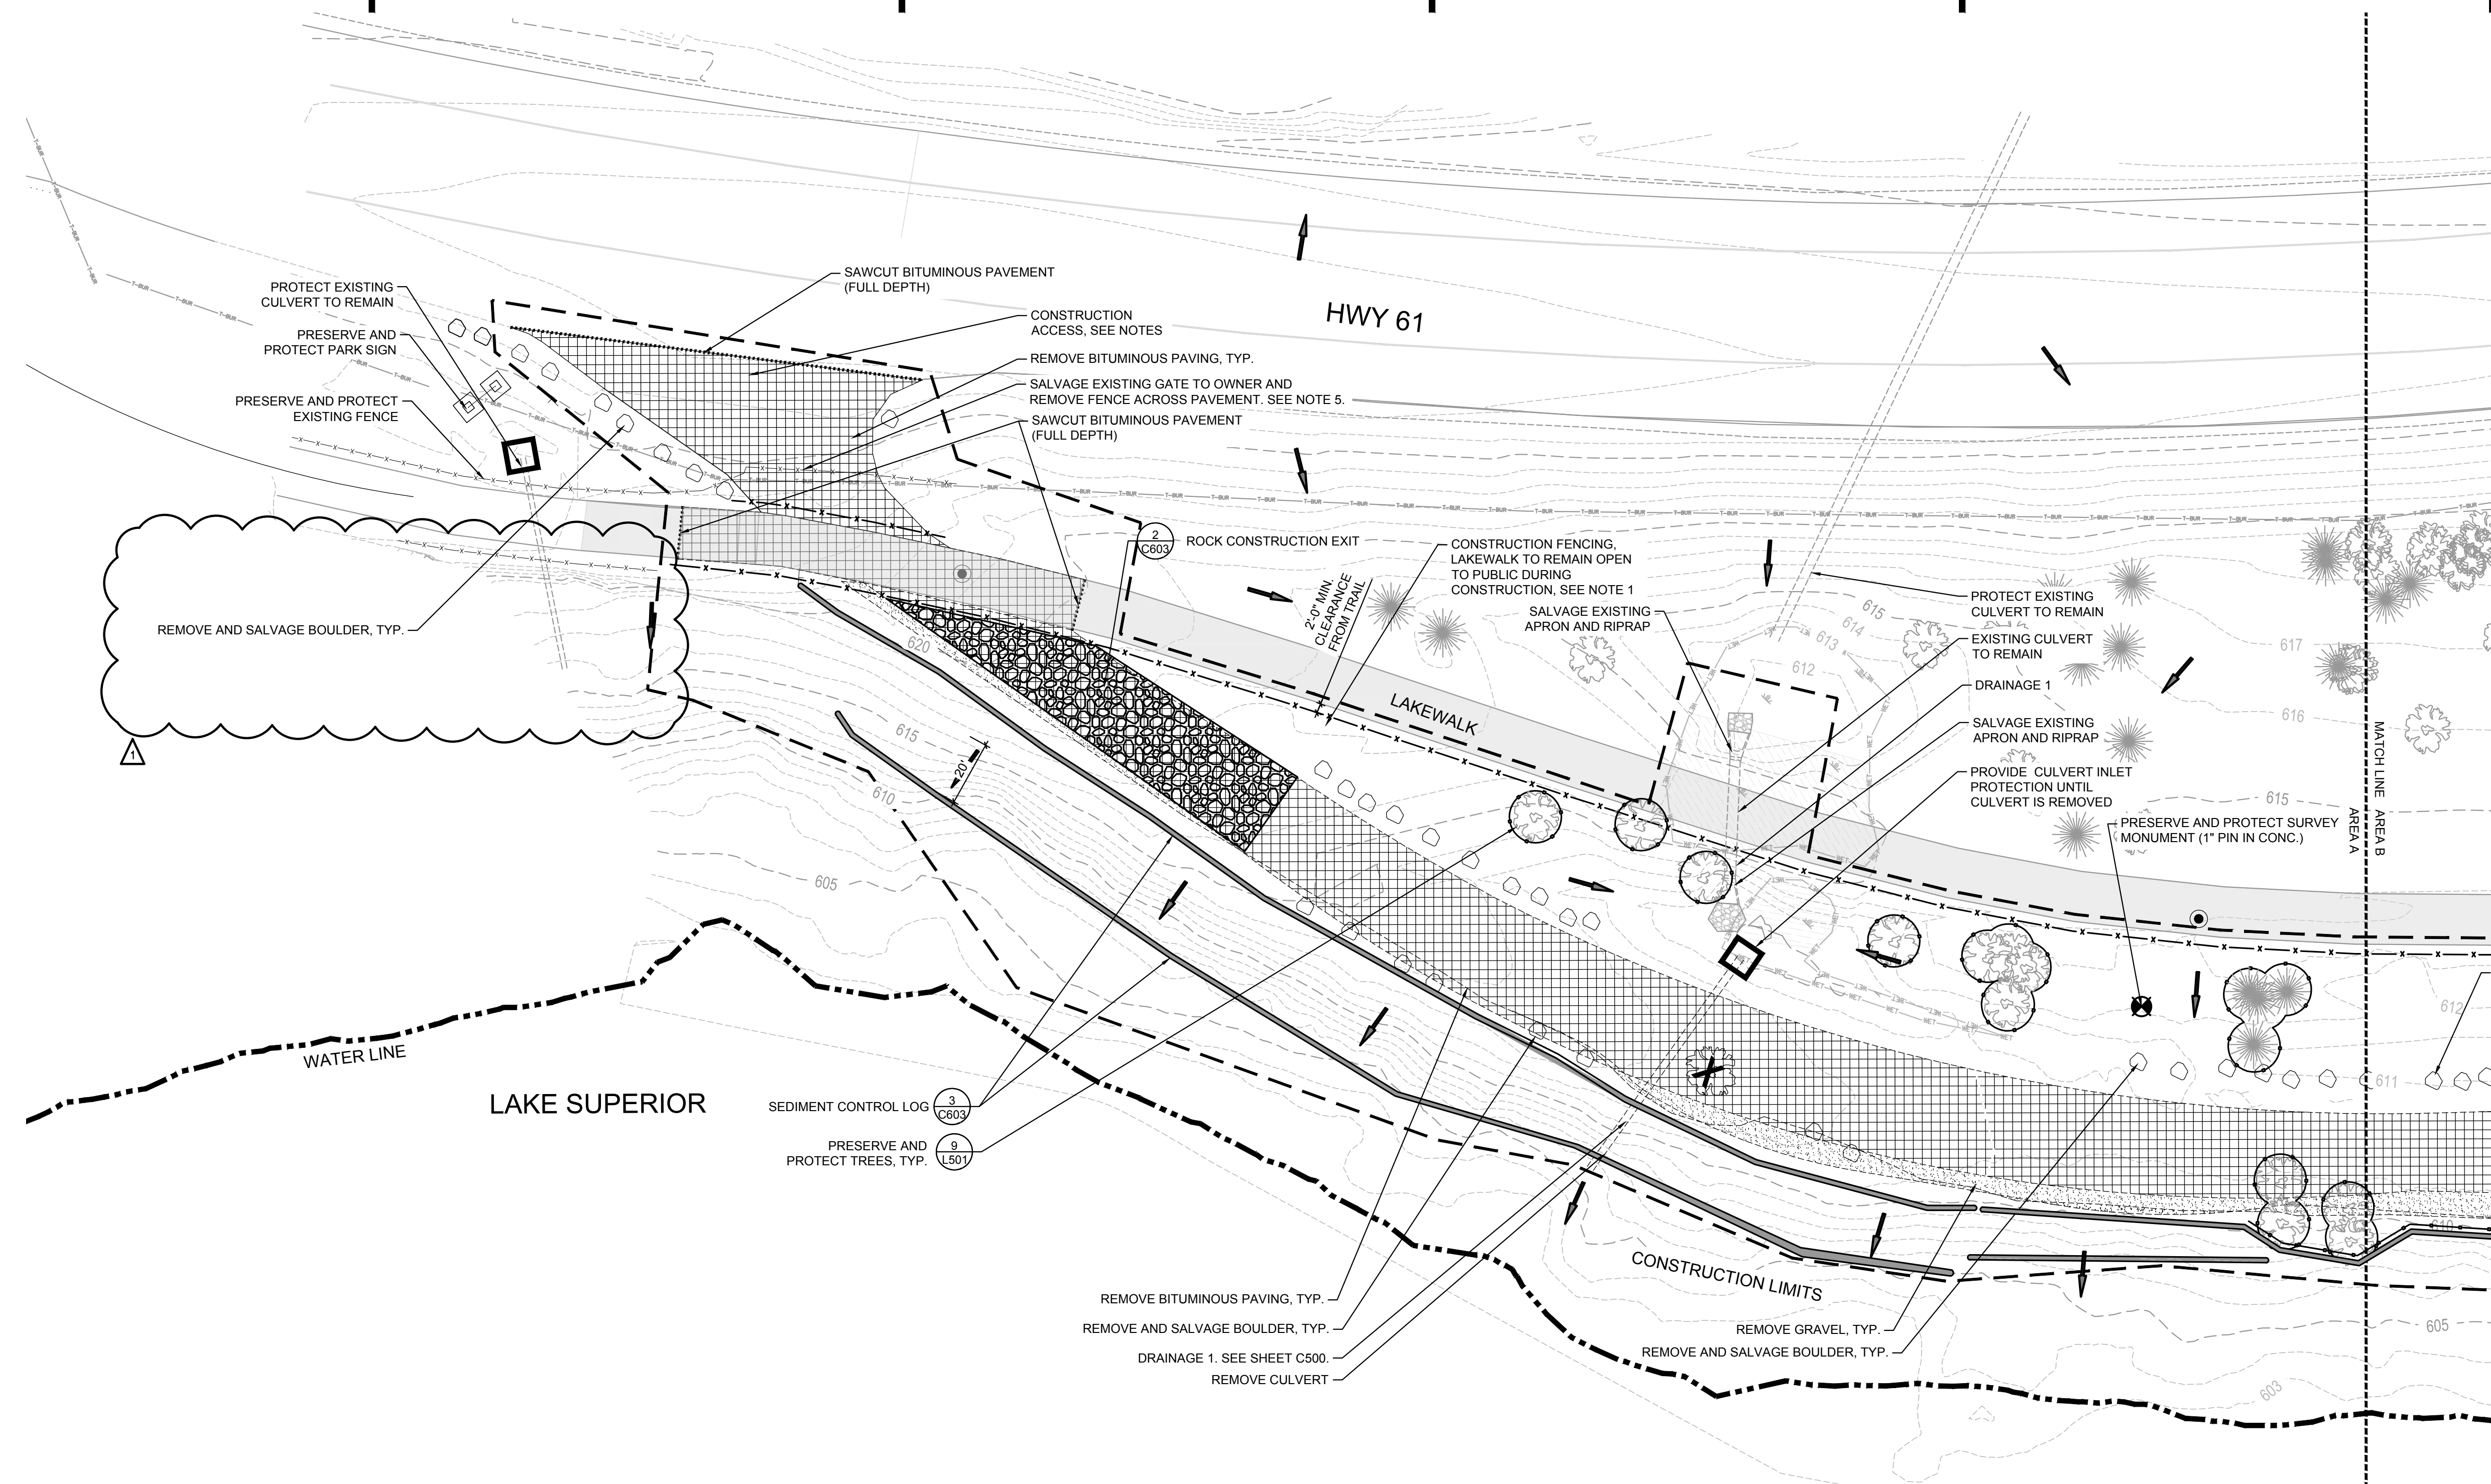 HWY 61
PROTECT EXISTING
CULVERT TO REMAIN
PRESERVE AND
PROTECT PARK SIGN
PRESERVE AND PROTECT
EXISTING FENCE
SAWCUT BITUMINOUS PAVEMENT
(FULL DEPTH)
CONSTRUCTION
ACCESS, SEE NOTES
REMOVE BITUMINOUS PAVING, TYP.
SALVAGE EXISTING GATE TO OWNER AND
REMOVE FENCE ACROSS PAVEMENT. SEE NOTE 5.
SAWCUT BITUMINOUS PAVEMENT
(FULL DEPTH)
2
C603
ROCK CONSTRUCTION EXIT
CONSTRUCTION FENCING,
LAKEWALK TO REMAIN OPEN
TO PUBLIC DURING
CONSTRUCTION, SEE NOTE 1
2'-0" MIN.
CLEARANCE
FROM TRAIL
SALVAGE EXISTING
APRON AND RIPRAP
PROTECT EXISTING
CULVERT TO REMAIN
EXISTING CULVERT
TO REMAIN
DRAINAGE 1
SALVAGE EXISTING
APRON AND RIPRAP
PROVIDE CULVERT INLET
PROTECTION UNTIL
CULVERT IS REMOVED
PRESERVE AND PROTECT SURVEY
MONUMENT (1" PIN IN CONC.)
MATCH LINE AREA B
AREA A
REMOVE AND SALVAGE BOULDER, TYP.
1
LAKEWALK
620
615
610
605
20'
615
614
613
612
617
616
615
612
611
610
605
603
WATER LINE
LAKE SUPERIOR
SEDIMENT CONTROL LOG
3
C603
PRESERVE AND
PROTECT TREES, TYP.
9
L501
CONSTRUCTION LIMITS
REMOVE BITUMINOUS PAVING, TYP.
REMOVE AND SALVAGE BOULDER, TYP.
DRAINAGE 1. SEE SHEET C500.
REMOVE CULVERT
REMOVE GRAVEL, TYP.
REMOVE AND SALVAGE BOULDER, TYP.